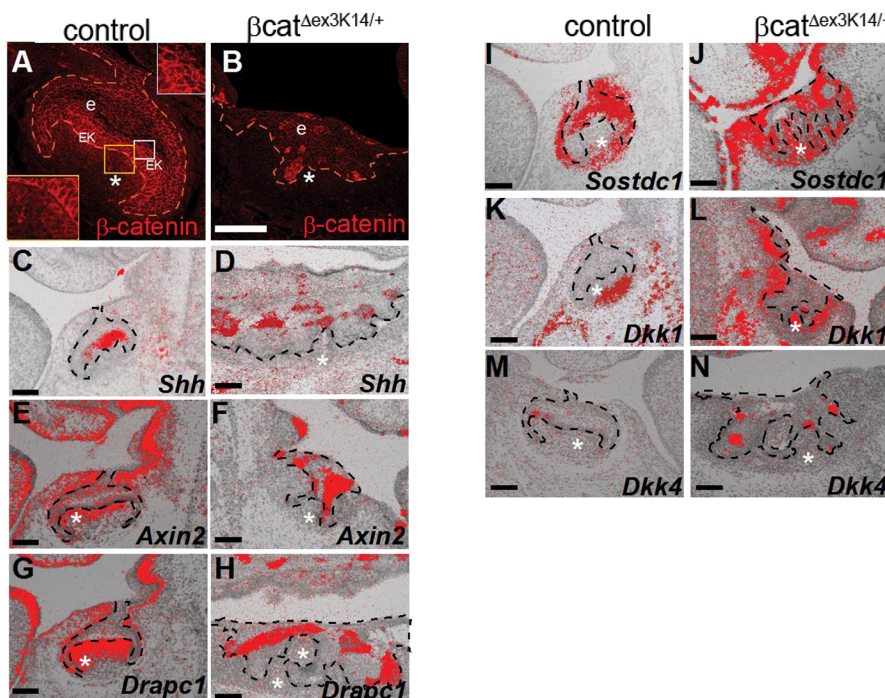 control
βcatΔex3K14/+
A
e
EK
EK
*
β-catenin
B
e
*
β-catenin
C
Shh
D
*
Shh
E
*
Axin2
F
*
Axin2
G
*
Drapc1
H
*
*
Drapc1
control
βcatΔex3K14/+
I
*
Sostdc1
J
*
Sostdc1
K
*
Dkk1
L
*
Dkk1
M
*
Dkk4
N
*
Dkk4